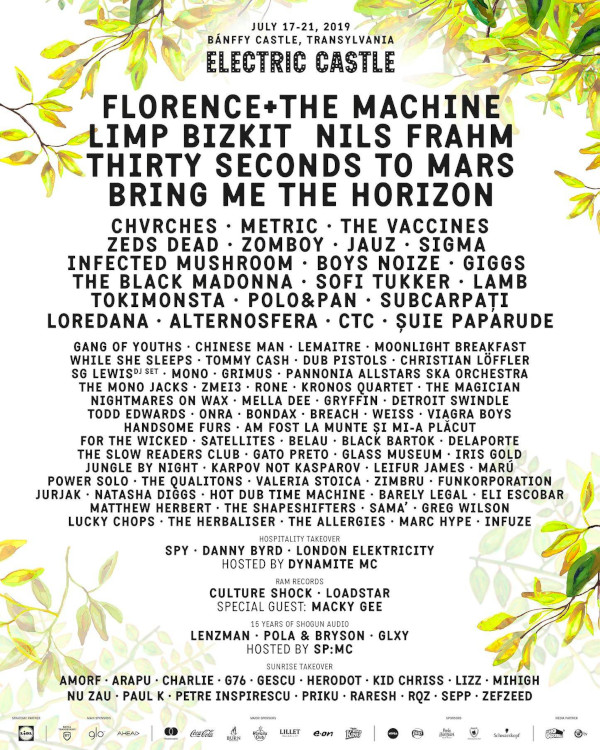 JULY 17-21, 2019
BÁNFFY CASTLE, TRANSYLVANIA
ELECTRIC CASTLE
FLORENCE+THE MACHINE
LIMP BIZKIT NILS FRAHM
THIRTY SECONDS TO MARS
BRING ME THE HORIZON
CHVRCHES · METRIC · THE VACCINES
ZEDS DEAD · ZOMBOY · JAUZ · SIGMA
INFECTED MUSHROOM · BOYS NOIZE · GIGGS
THE BLACK MADONNA · SOFI TUKKER · LAMB
TOKIMONSTA · POLO&PAN · SUBCARPAȚI
LOREDANA · ALTERNOSFERA · CTC · ȘUIE PAPARUDE
GANG OF YOUTHS · CHINESE MAN · LEMAITRE · MOONLIGHT BREAKFAST
WHILE SHE SLEEPS · TOMMY CASH · DUB PISTOLS · CHRISTIAN LÖFFLER
SG LEWIS DJ SET · MONO · GRIMUS · PANNONIA ALLSTARS SKA ORCHESTRA
THE MONO JACKS · ZMEI3 · RONE · KRONOS QUARTET · THE MAGICIAN
NIGHTMARES ON WAX · MELLA DEE · GRYFFIN · DETROIT SWINDLE
TODD EDWARDS · ONRA · BONDAX · BREACH · WEISS · VIAGRA BOYS
HANDSOME FURS · AM FOST LA MUNTE ȘI MI-A PLĂCUT
FOR THE WICKED · SATELLITES · BELAU · BLACK BARTOK · DELAPORTE
THE SLOW READERS CLUB · GATO PRETO · GLASS MUSEUM · IRIS GOLD
JUNGLE BY NIGHT · KARPOV NOT KASPAROV · LEIFUR JAMES · MARÚ
POWER SOLO · THE QUALITONS · VALERIA STOICA · ZIMBRU · FUNKORPORATION
JURJAK · NATASHA DIGGS · HOT DUB TIME MACHINE · BARELY LEGAL · ELI ESCOBAR
MATTHEW HERBERT · THE SHAPESHIFTERS · SAMA' · GREG WILSON
LUCKY CHOPS · THE HERBALISER · THE ALLERGIES · MARC HYPE · INFUZE
HOSPITALITY TAKEOVER
SPY · DANNY BYRD · LONDON ELEKTRICITY
HOSTED BY DYNAMITE MC
RAM RECORDS
CULTURE SHOCK · LOADSTAR
SPECIAL GUEST: MACKY GEE
15 YEARS OF SHOGUN AUDIO
LENZMAN · POLA & BRYSON · GLXY
HOSTED BY SP:MC
SUNRISE TAKEOVER
AMORF · ARAPU · CHARLIE · G76 · GESCU · HERODOT · KID CHRISS · LIZZ · MIHIGH
NU ZAU · PAUL K · PETRE INSPIRESCU · PRIKU · RARESH · RQZ · SEPP · ZEFZEED
LIDL glo AHEAD Coca-Cola LILLET e·on NIVEA Schwarzkopf